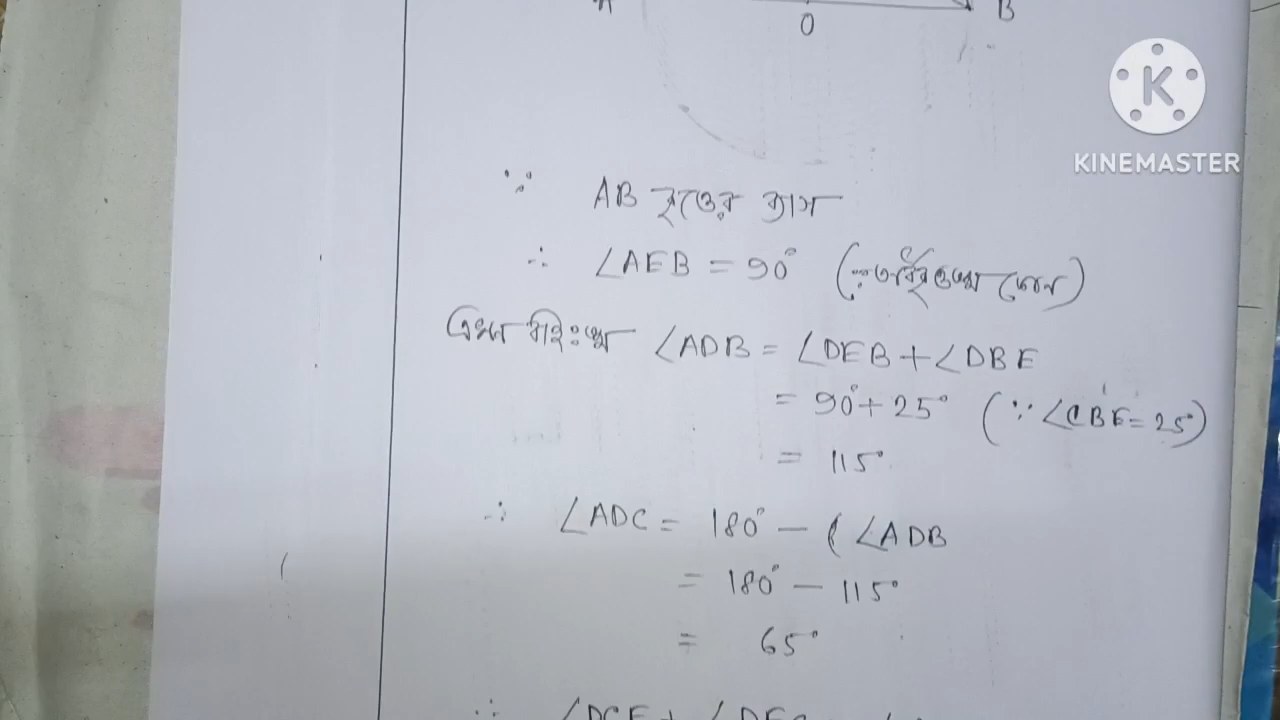 O B
K
KINEMASTER
∵ AB বৃত্তের ব্যাস
∴ ∠AEB = 90° (∵অর্ধবৃত্তস্থ কোন)
এখন বহিঃস্থ ∠ADB = ∠DEB + ∠DBE
= 90° + 25° (∵ ∠CBE = 25°)
= 115°
∴ ∠ADC = 180° − ( ∠ADB
= 180° − 115°
= 65°